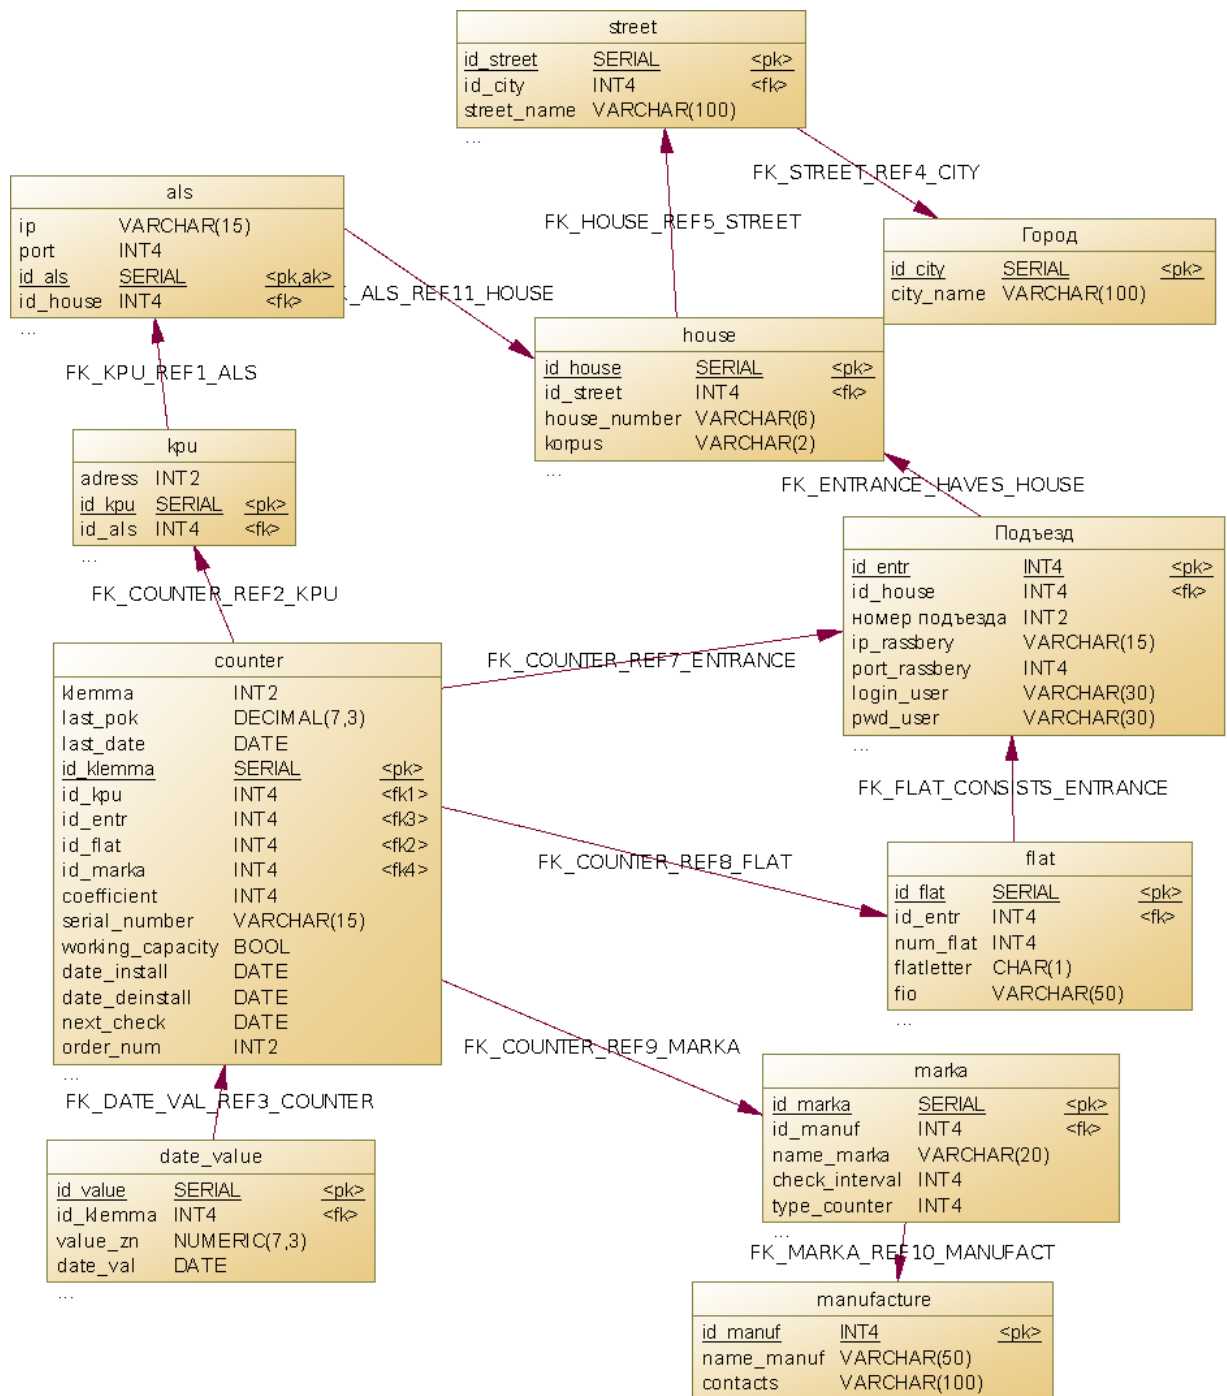 street
id_street SERIAL <pk>
id_city INT4 <fk>
street_name VARCHAR(100)
...
FK_STREET_REF4_CITY
als
ip VARCHAR(15)
port INT4
id_als SERIAL <pk,ak>
id_house INT4 <fk>
...
FK_HOUSE_REF5_STREET
Город
id_city SERIAL <pk>
city_name VARCHAR(100)
_ALS_REF11_HOUSE
house
id_house SERIAL <pk>
id_street INT4 <fk>
house_number VARCHAR(6)
korpus VARCHAR(2)
...
FK_KPU_REF1_ALS
kpu
adress INT2
id_kpu SERIAL <pk>
id_als INT4 <fk>
...
FK_ENTRANCE_HAVES_HOUSE
Подъезд
id_entr INT4 <pk>
id_house INT4 <fk>
номер подъезда INT2
ip_rassbery VARCHAR(15)
port_rassbery INT4
login_user VARCHAR(30)
pwd_user VARCHAR(30)
...
FK_COUNTER_REF2_KPU
counter
klemma INT2
last_pok DECIMAL(7,3)
last_date DATE
id_klemma SERIAL <pk>
id_kpu INT4 <fk1>
id_entr INT4 <fk3>
id_flat INT4 <fk2>
id_marka INT4 <fk4>
coefficient INT4
serial_number VARCHAR(15)
working_capacity BOOL
date_install DATE
date_deinstall DATE
next_check DATE
order_num INT2
...
FK_COUNTER_REF7_ENTRANCE
FK_FLAT_CONSISTS_ENTRANCE
FK_COUNTER_REF8_FLAT
flat
id_flat SERIAL <pk>
id_entr INT4 <fk>
num_flat INT4
flatletter CHAR(1)
fio VARCHAR(50)
...
FK_COUNTER_REF9_MARKA
marka
id_marka SERIAL <pk>
id_manuf INT4 <fk>
name_marka VARCHAR(20)
check_interval INT4
type_counter INT4
...
FK_DATE_VAL_REF3_COUNTER
date_value
id_value SERIAL <pk>
id_klemma INT4 <fk>
value_zn NUMERIC(7,3)
date_val DATE
...
FK_MARKA_REF10_MANUFACT
manufacture
id_manuf INT4 <pk>
name_manuf VARCHAR(50)
contacts VARCHAR(100)